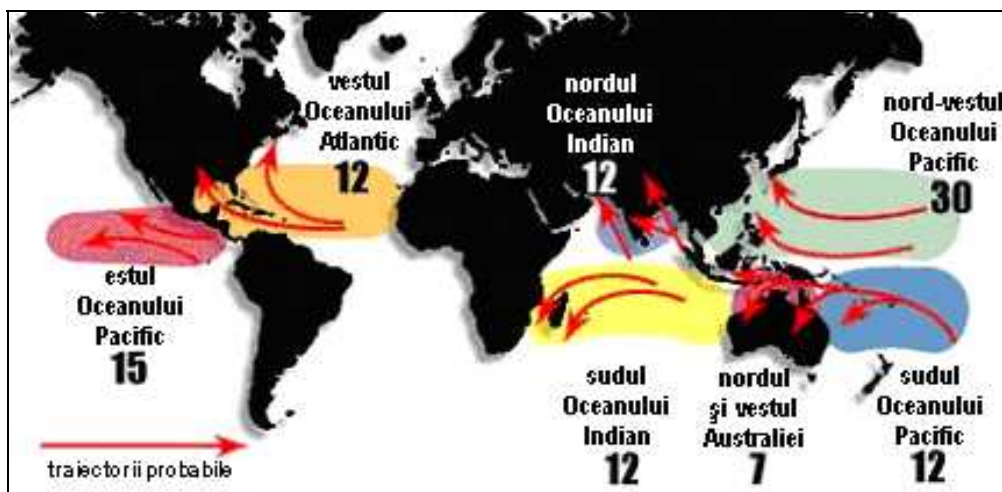 vestul
Oceanului
Atlantic
12
nordul
Oceanului
Indian
12
nord-vestul
Oceanului
Pacific
30
estul
Oceanului
Pacific
15
sudul
Oceanului
Indian
12
nordul
și vestul
Australiei
7
sudul
Oceanului
Pacific
12
traiectorii probabile